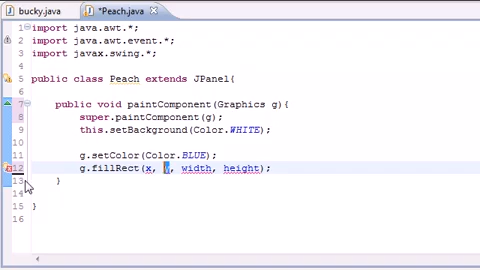 bucky.java *Peach.java
1 import java.awt.*;
2 import java.awt.event.*;
3 import javax.swing.*;
4
5 public class Peach extends JPanel{
6
7 public void paintComponent(Graphics g){
8 super.paintComponent(g);
9 this.setBackground(Color.WHITE);
10
11 g.setColor(Color.BLUE);
12 g.fillRect(x, y, width, height);
13 }
14
15 }
16